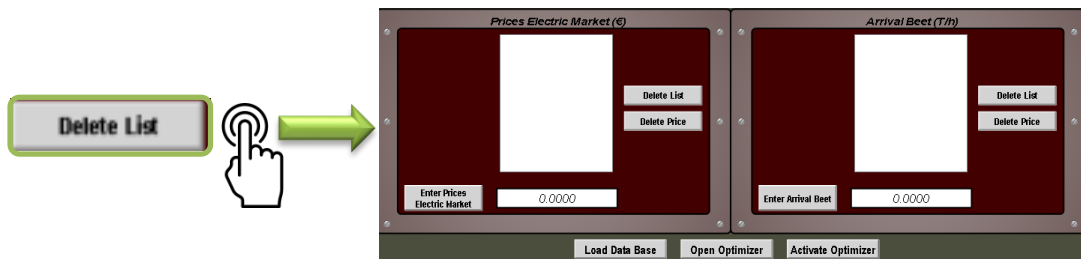 Delete List
Prices Electric Market (€)
Delete List
Delete Price
Enter Prices
Electric Market
0.0000
Arrival Beet (T/h)
Delete List
Delete Price
Enter Arrival Beet
0.0000
Load Data Base
Open Optimizer
Activate Optimizer